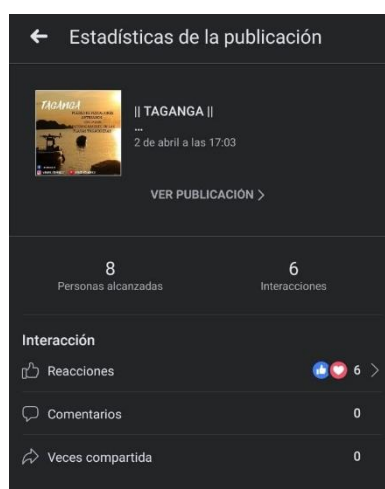 Estadísticas de la publicación
TAGANGA
|| TAGANGA ||
...
2 de abril a las 17:03
VER PUBLICACIÓN >
8
Personas alcanzadas
6
Interacciones
Interacción
Reacciones 6 >
Comentarios 0
Veces compartida 0